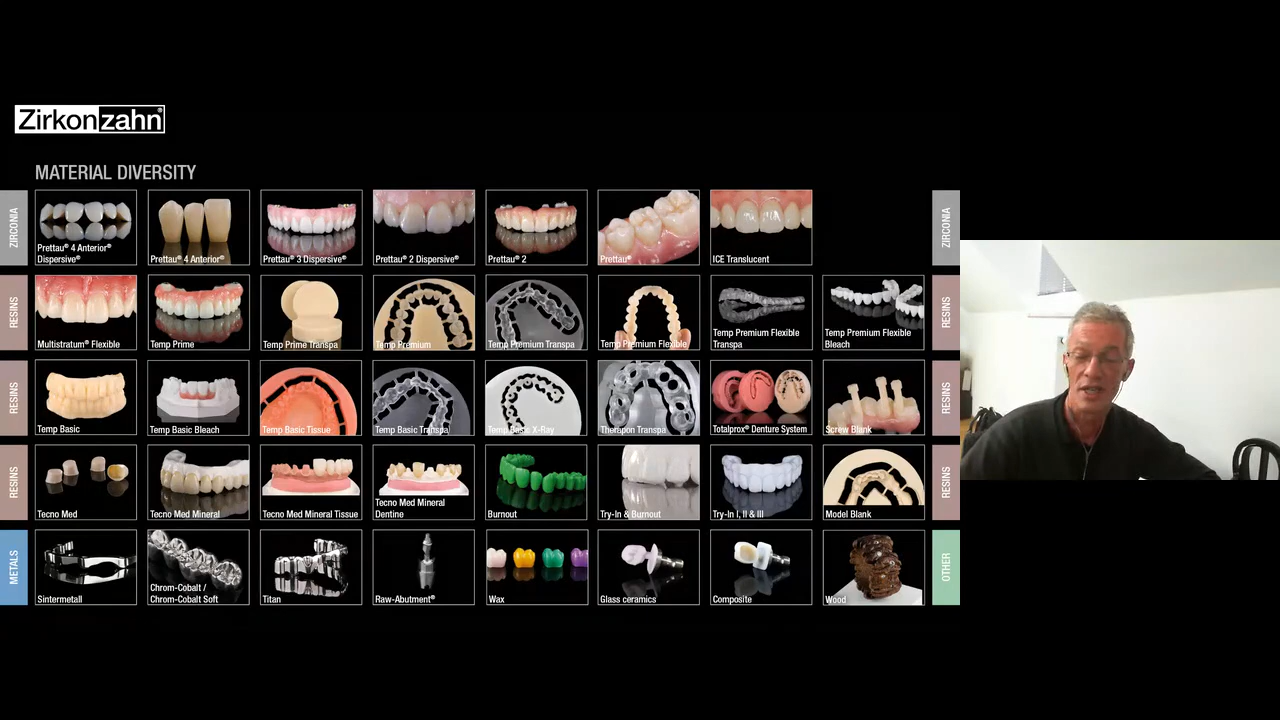 Zirkonzahn®
MATERIAL DIVERSITY
ZIRCONIA
Prettau® 4 Anterior®
Dispersive®
Prettau® 4 Anterior®
Prettau® 3 Dispersive®
Prettau® 2 Dispersive®
Prettau® 2
Prettau®
ICE Translucent
ZIRCONIA
RESINS
Multistratum® Flexible
Temp Prime
Temp Prime Transpa
Temp Premium
Temp Premium Transpa
Temp Premium Flexible
Temp Premium Flexible
Transpa
Temp Premium Flexible
Bleach
RESINS
RESINS
Temp Basic
Temp Basic Bleach
Temp Basic Tissue
Temp Basic Transpa
Temp Basic X-Ray
Therapon Transpa
Totalprox® Denture System
Screw Blank
RESINS
RESINS
Tecno Med
Tecno Med Mineral
Tecno Med Mineral Tissue
Tecno Med Mineral
Dentine
Burnout
Try-In & Burnout
Try-In I, II & III
Model Blank
RESINS
METALS
Sintermetall
Chrom-Cobalt /
Chrom-Cobalt Soft
Titan
Raw-Abutment®
Wax
Glass ceramics
Composite
Wood
OTHER